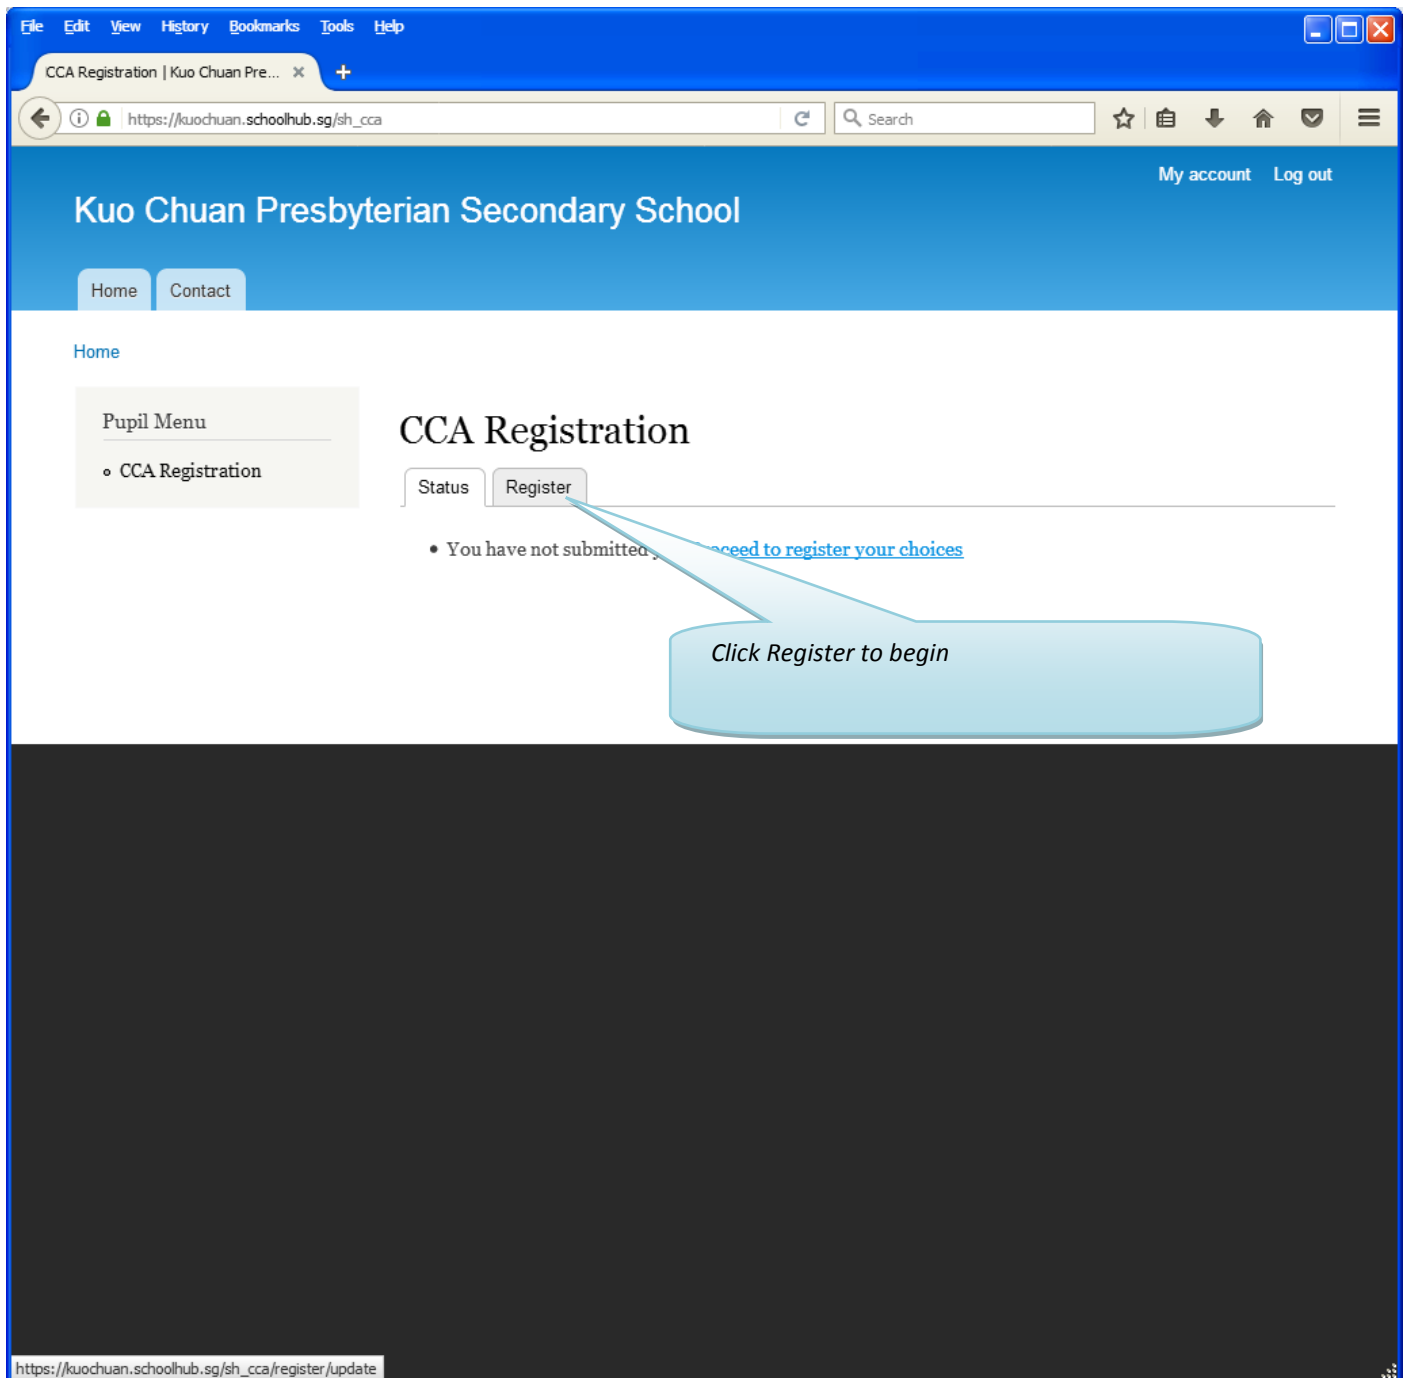 File Edit View History Bookmarks Tools Help
CCA Registration | Kuo Chuan Pre...
https://kuochuan.schoolhub.sg/sh_cca
Search
My account Log out
Kuo Chuan Presbyterian Secondary School
Home Contact
Home
Pupil Menu
CCA Registration
CCA Registration
Status Register
You have not submitted
to register your choices
Click Register to begin
https://kuochuan.schoolhub.sg/sh_cca/register/update